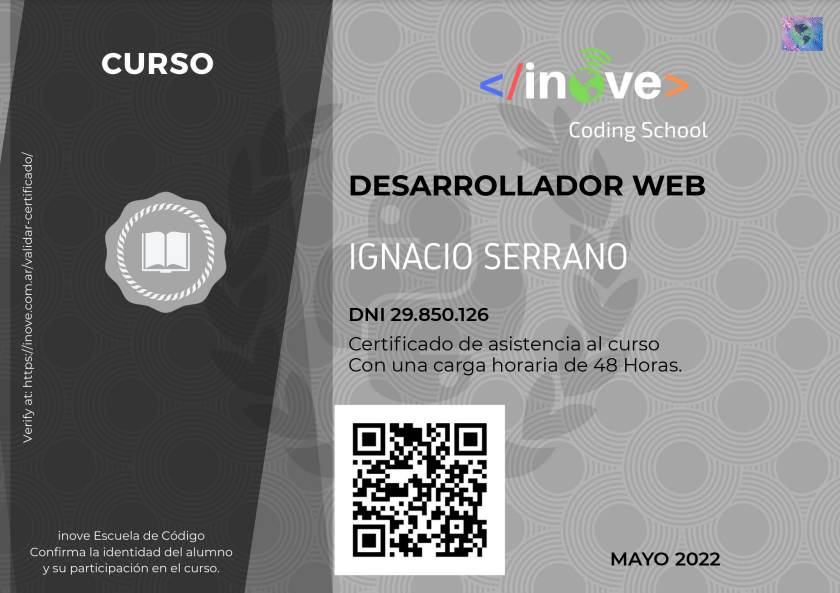 CURSO
Verify at: https://inove.com.ar/validar-certificado/
inove Escuela de Código
Confirma la identidad del alumno
y su participación en el curso.
</inove>
Coding School
DESARROLLADOR WEB
IGNACIO SERRANO
DNI 29.850.126
Certificado de asistencia al curso
Con una carga horaria de 48 Horas.
MAYO 2022